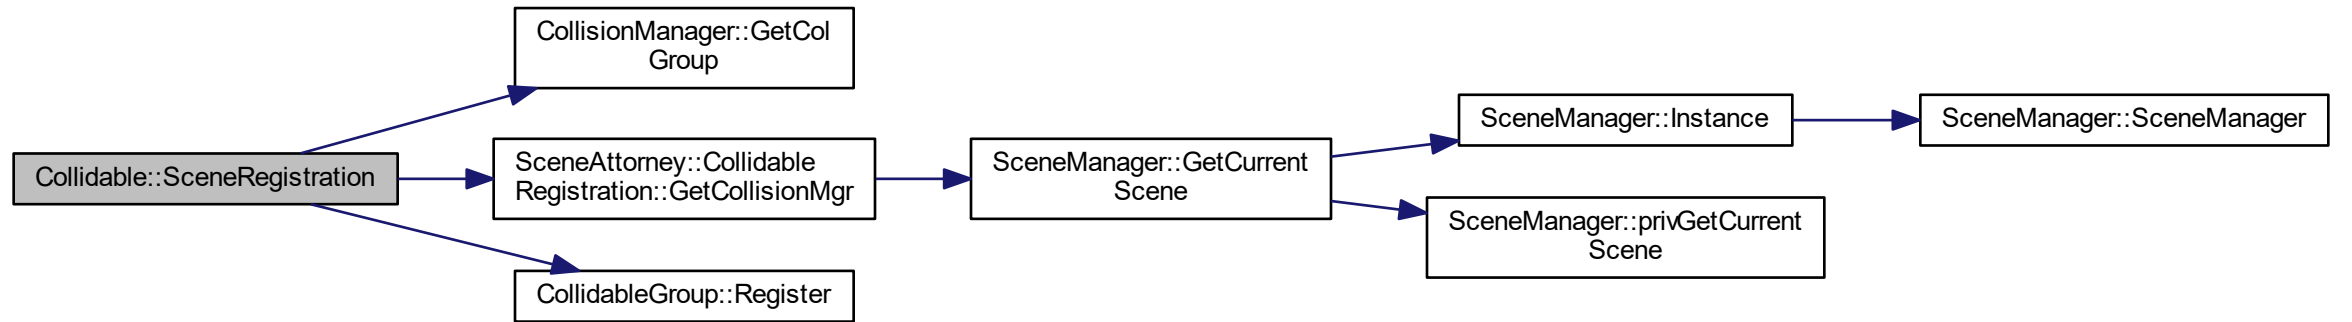 CollisionManager::GetCol
Group
SceneManager::Instance
SceneManager::SceneManager
Collidable::SceneRegistration
SceneAttorney::Collidable
Registration::GetCollisionMgr
SceneManager::GetCurrent
Scene
SceneManager::privGetCurrent
Scene
CollidableGroup::Register